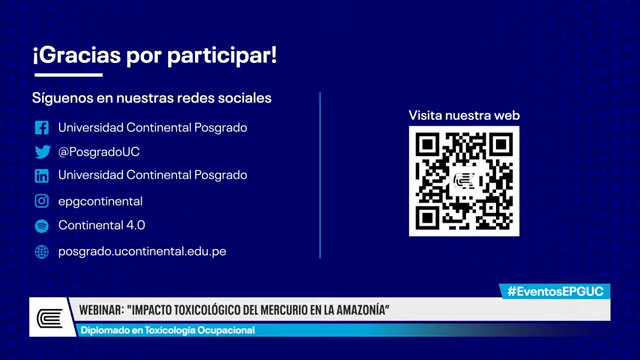 ¡Gracias por participar!
Síguenos en nuestras redes sociales
Universidad Continental Posgrado
@PosgradoUC
Universidad Continental Posgrado
epgcontinental
Continental 4.0
posgrado.ucontinental.edu.pe
Visita nuestra web
#EventosEPGUC
WEBINAR: "IMPACTO TOXICOLÓGICO DEL MERCURIO EN LA AMAZONÍA"
Diplomado en Toxicología Ocupacional